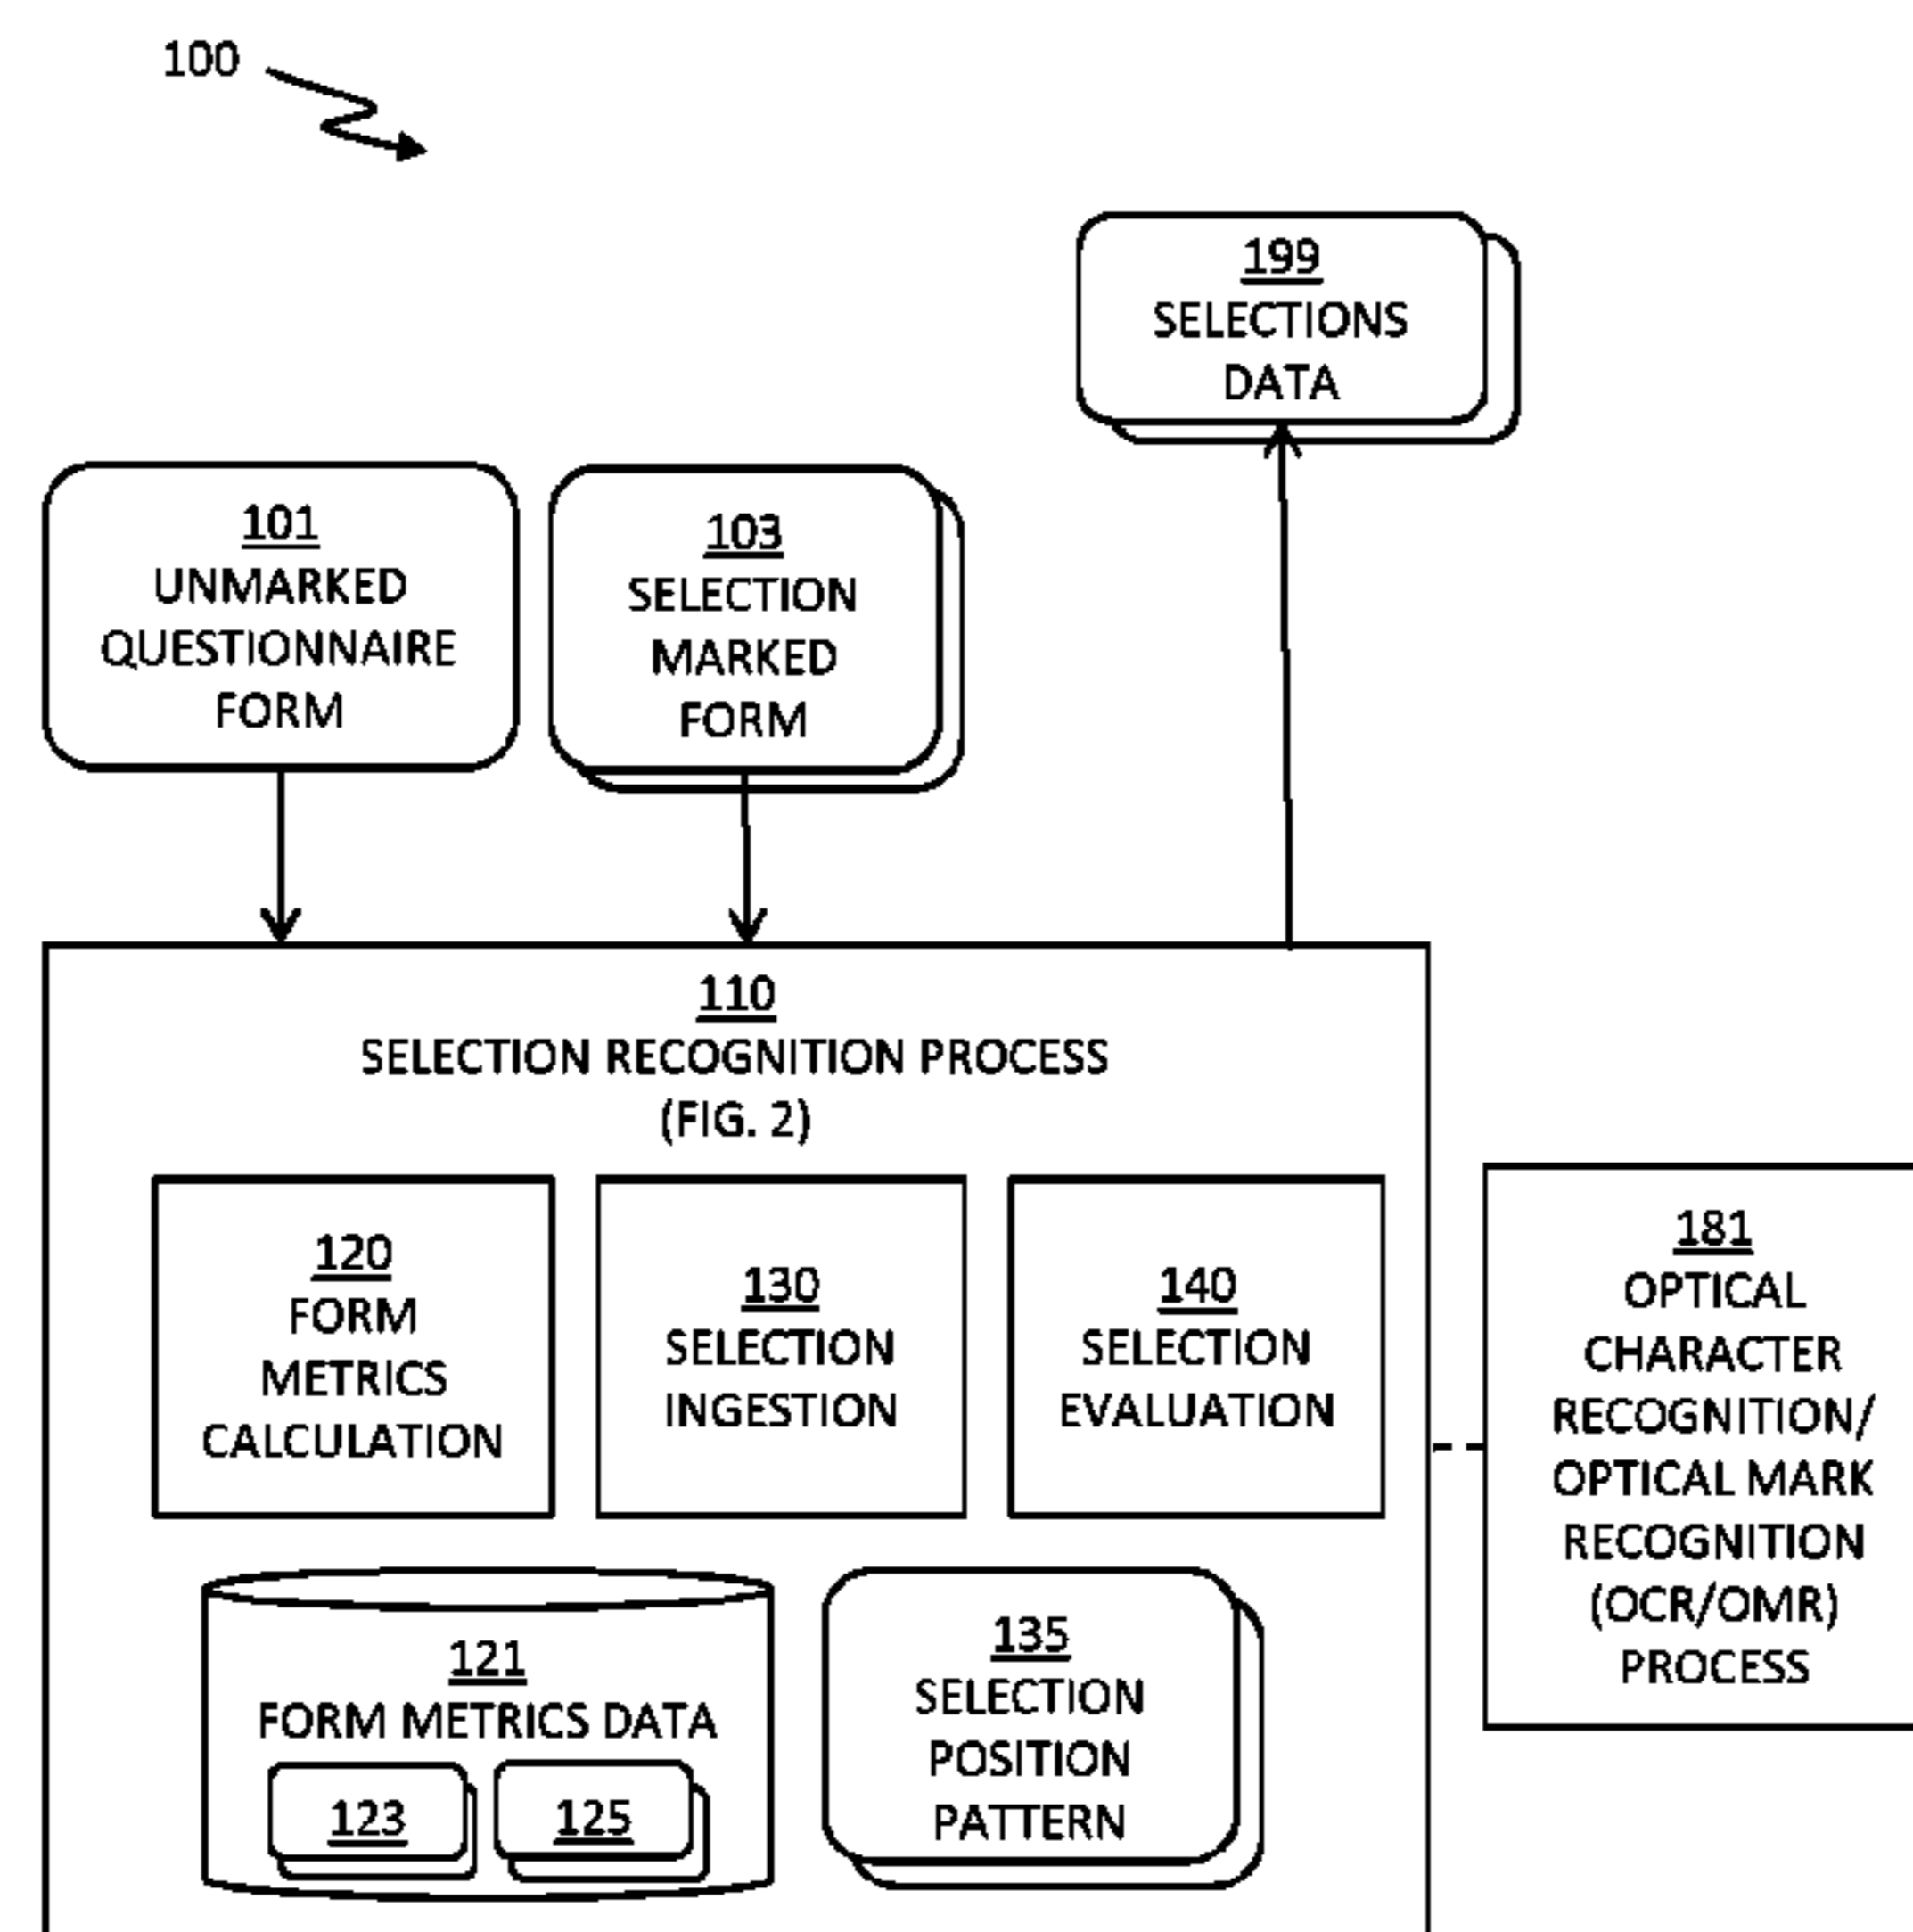 100
199
SELECTIONS
DATA
101
UNMARKED
QUESTIONNAIRE
FORM
103
SELECTION
MARKED
FORM
110
SELECTION RECOGNITION PROCESS
(FIG. 2)
120
FORM
METRICS
CALCULATION
130
SELECTION
INGESTION
140
SELECTION
EVALUATION
181
OPTICAL
CHARACTER
RECOGNITION/
OPTICAL MARK
RECOGNITION
(OCR/OMR)
PROCESS
121
FORM METRICS DATA
123
125
135
SELECTION
POSITION
PATTERN